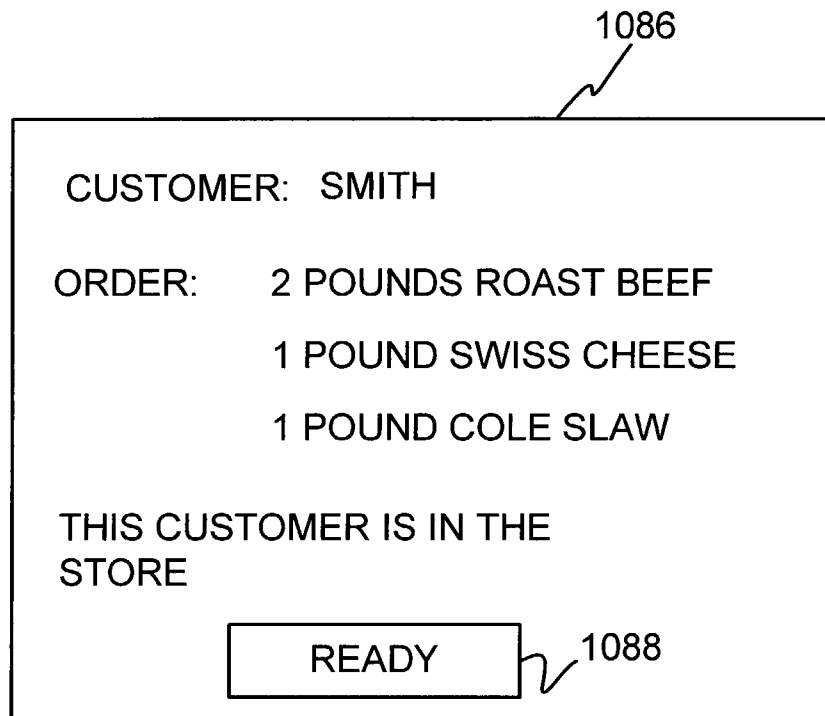 1086
CUSTOMER: SMITH
ORDER: 2 POUNDS ROAST BEEF
1 POUND SWISS CHEESE
1 POUND COLE SLAW
THIS CUSTOMER IS IN THE
STORE
READY
1088